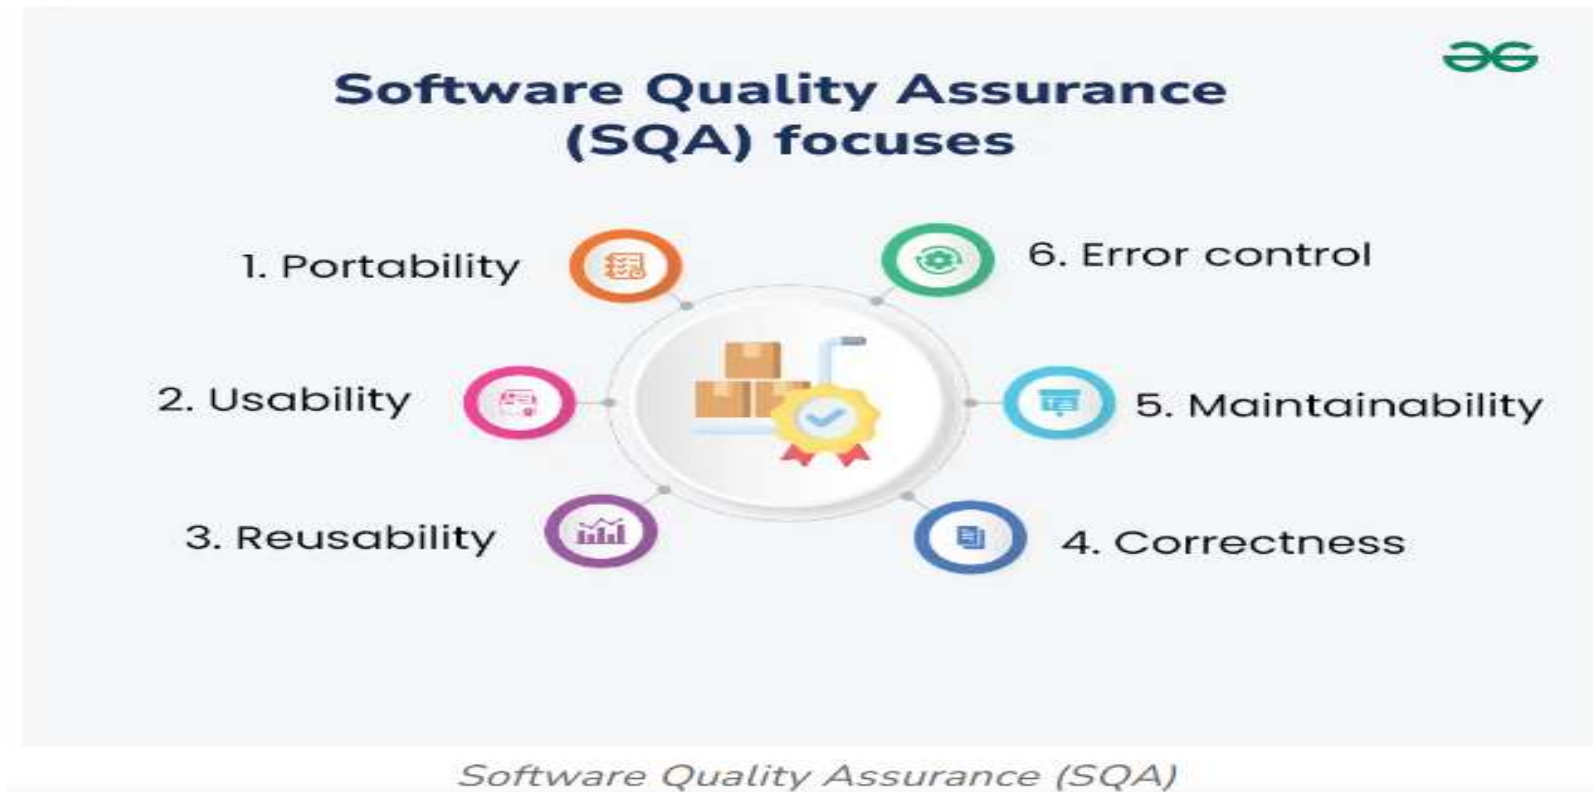 Software Quality Assurance
(SQA) focuses
1. Portability
2. Usability
3. Reusability
4. Correctness
5. Maintainability
6. Error control
Software Quality Assurance (SQA)